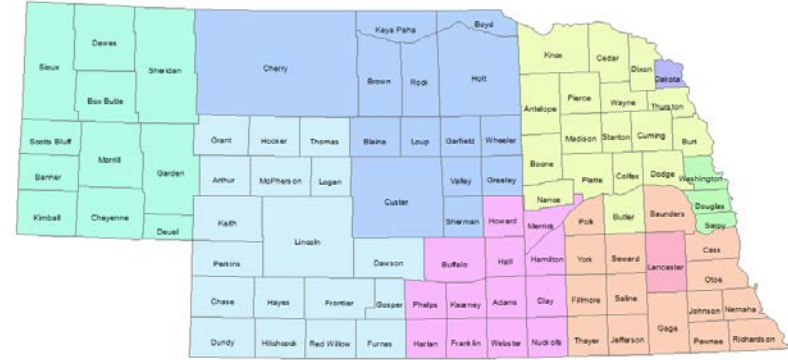 Sioux
Dawes
Sheridan
Box Butte
Scotts Bluff
Morrill
Garden
Banner
Kimball
Cheyenne
Deuel
Cherry
Keya Paha
Boyd
Brown
Rock
Holt
Grant
Hooker
Thomas
Blaine
Loup
Garfield
Wheeler
Arthur
McPherson
Logan
Custer
Valley
Greeley
Sherman
Howard
Keith
Lincoln
Perkins
Dawson
Buffalo
Hall
Merrick
Hamilton
Chase
Hayes
Frontier
Gosper
Phelps
Kearney
Adams
Clay
Dundy
Hitchcock
Red Willow
Furnas
Harlan
Franklin
Webster
Nuckolls
Knox
Cedar
Dixon
Dakota
Antelope
Pierce
Wayne
Thurston
Madison
Stanton
Cuming
Burt
Boone
Platte
Colfax
Dodge
Washington
Nance
Butler
Saunders
Douglas
Sarpy
Polk
York
Seward
Lancaster
Cass
Otoe
Fillmore
Saline
Gage
Johnson
Nemaha
Thayer
Jefferson
Pawnee
Richardson